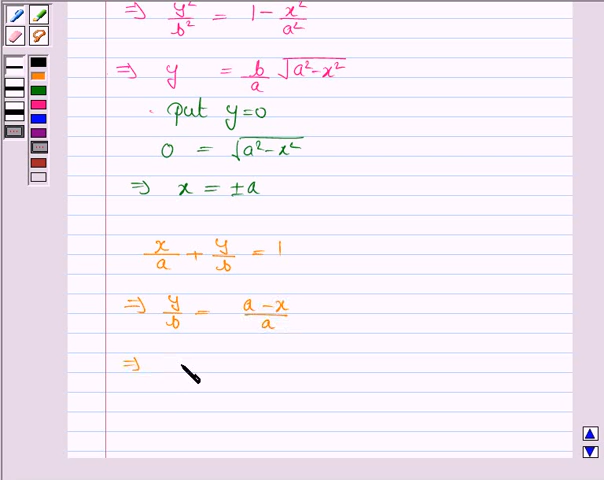 ⇒ y²/b² = 1 - x²/a²
⇒ y = b/a √(a²-x²)
put y=0
0 = √(a²-x²)
⇒ x = ±a
x/a + y/b = 1
⇒ y/b = (a-x)/a
⇒